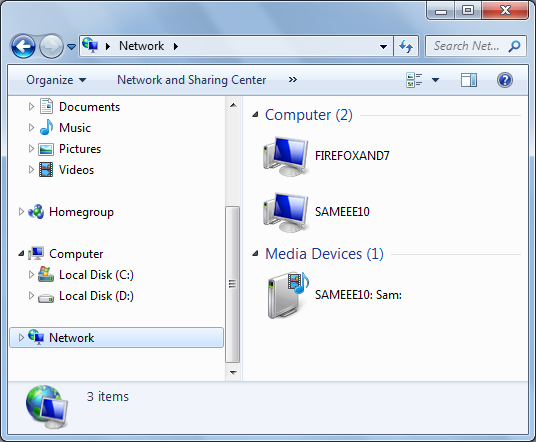 Network
Search Net...
Organize
Network and Sharing Center
»
Documents
Music
Pictures
Videos
Homegroup
Computer
Local Disk (C:)
Local Disk (D:)
Network
Computer (2)
FIREFOXAND7
SAMEEE10
Media Devices (1)
SAMEEE10: Sam:
3 items